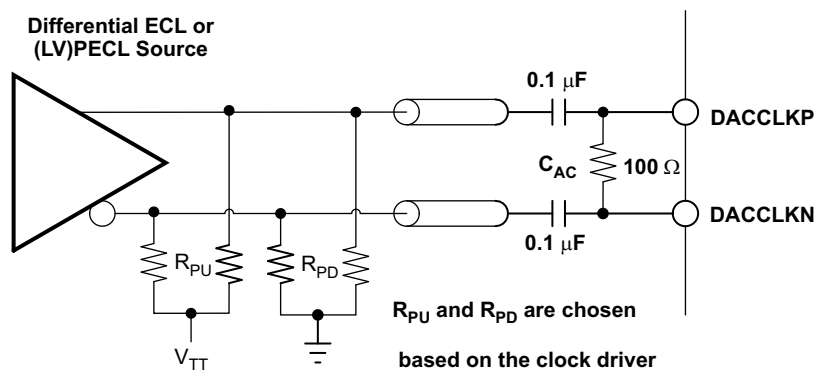 Differential ECL or
(LV)PECL Source
0.1 μF
DACCLKP
C_AC 100 Ω
DACCLKN
0.1 μF
R_PU R_PD
V_TT
R_PU and R_PD are chosen
based on the clock driver